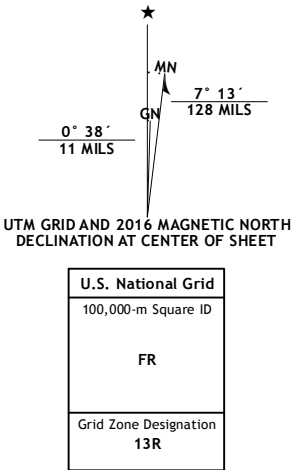 ★
MN
7° 13´
128 MILS
GN
0° 38´
11 MILS
UTM GRID AND 2016 MAGNETIC NORTH
DECLINATION AT CENTER OF SHEET
U.S. National Grid
100,000-m Square ID
FR
Grid Zone Designation
13R